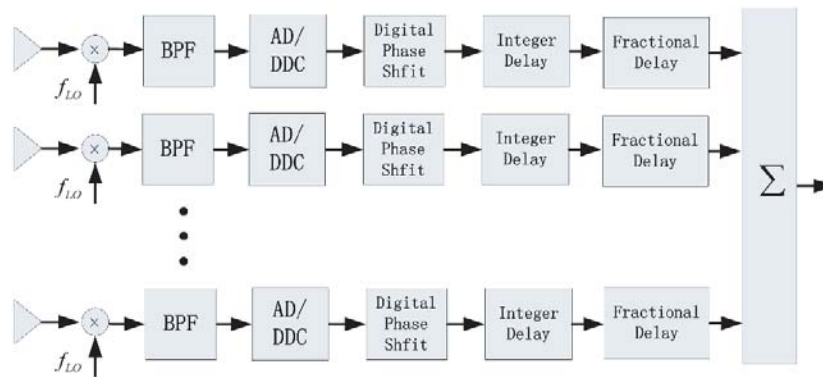 BPF
AD/
DDC
Digital
Phase
Shfit
Integer
Delay
Fractional
Delay
×
f_LO
BPF
AD/
DDC
Digital
Phase
Shfit
Integer
Delay
Fractional
Delay
×
f_LO
Σ
BPF
AD/
DDC
Digital
Phase
Shfit
Integer
Delay
Fractional
Delay
×
f_LO